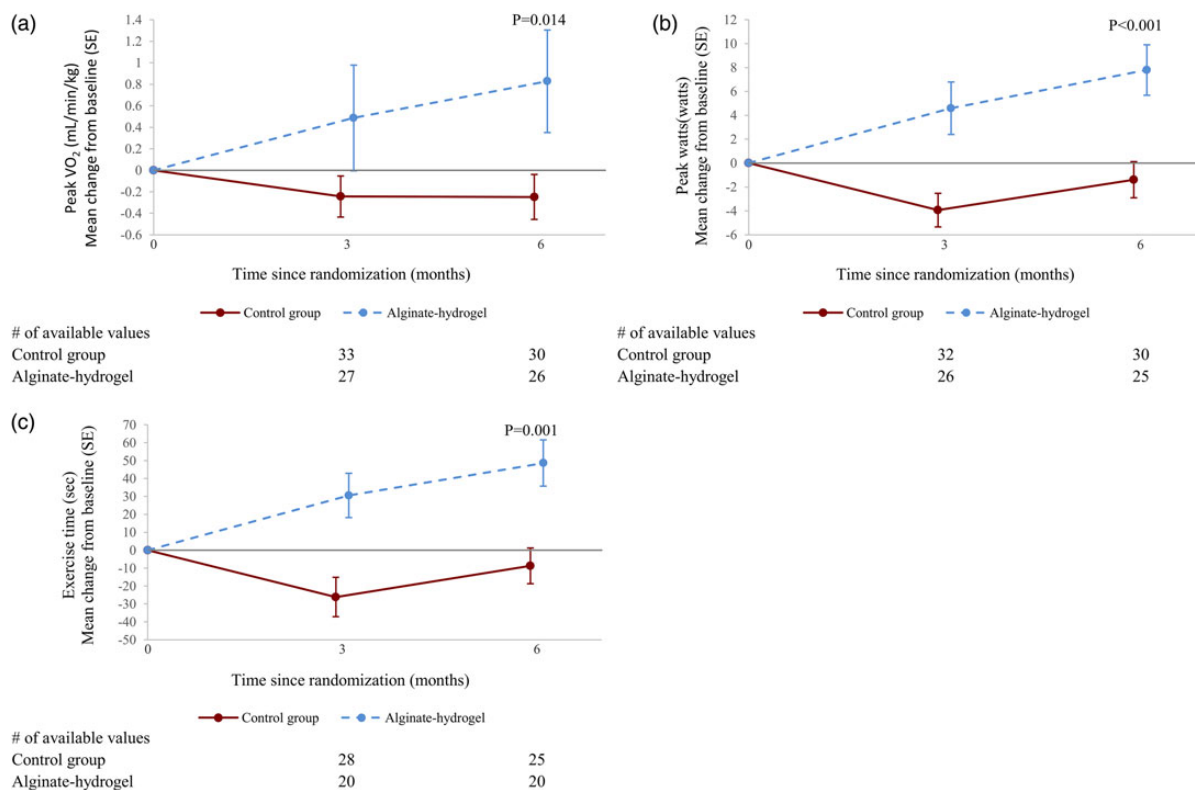 (a)
P=0.014
Peak VO₂ (mL/min/kg)
Mean change from baseline (SE)
1.4
1.2
1
0.8
0.6
0.4
0.2
0
-0.2
-0.4
-0.6
0 3 6
Time since randomization (months)
Control group Alginate-hydrogel
# of available values
Control group 33 30
Alginate-hydrogel 27 26
(b)
P<0.001
Peak watts(watts)
Mean change from baseline (SE)
12
10
8
6
4
2
0
-2
-4
-6
0 3 6
Time since randomization (months)
Control group Alginate-hydrogel
# of available values
Control group 32 30
Alginate-hydrogel 26 25
(c)
P=0.001
Exercise time (sec)
Mean change from baseline (SE)
70
60
50
40
30
20
10
0
-10
-20
-30
-40
-50
0 3 6
Time since randomization (months)
Control group Alginate-hydrogel
# of available values
Control group 28 25
Alginate-hydrogel 20 20